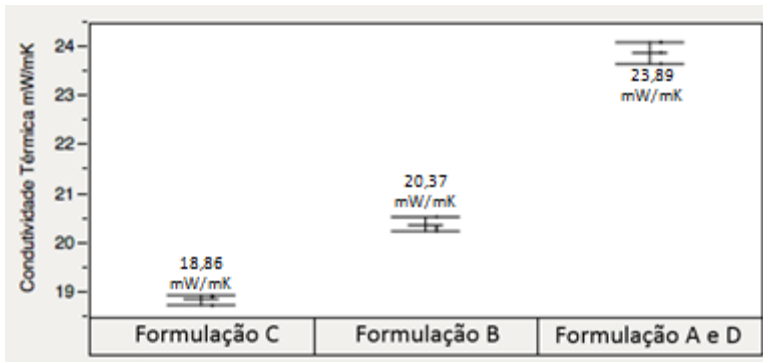 Condutividade Térmica mW/mK
24
23
22
21
20
19
18,86
mW/mK
20,37
mW/mK
23,89
mW/mK
Formulação C
Formulação B
Formulação A e D